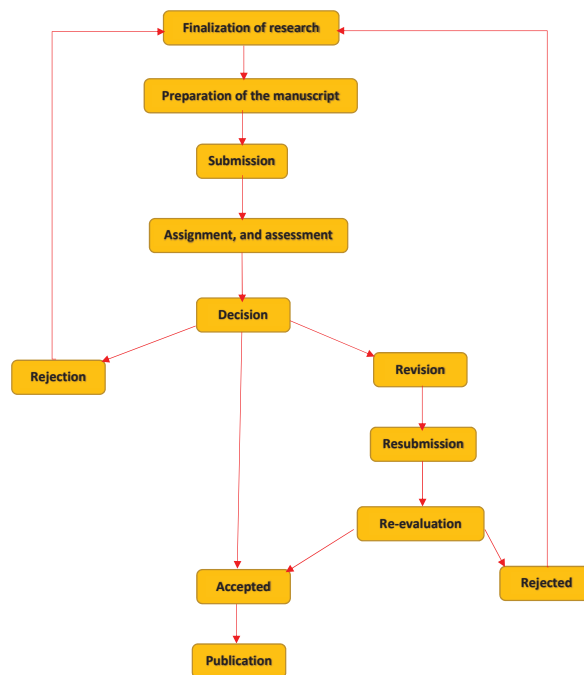 Finalization of research
Preparation of the manuscript
Submission
Assignment, and assessment
Decision
Rejection
Revision
Resubmission
Re-evaluation
Accepted
Rejected
Publication